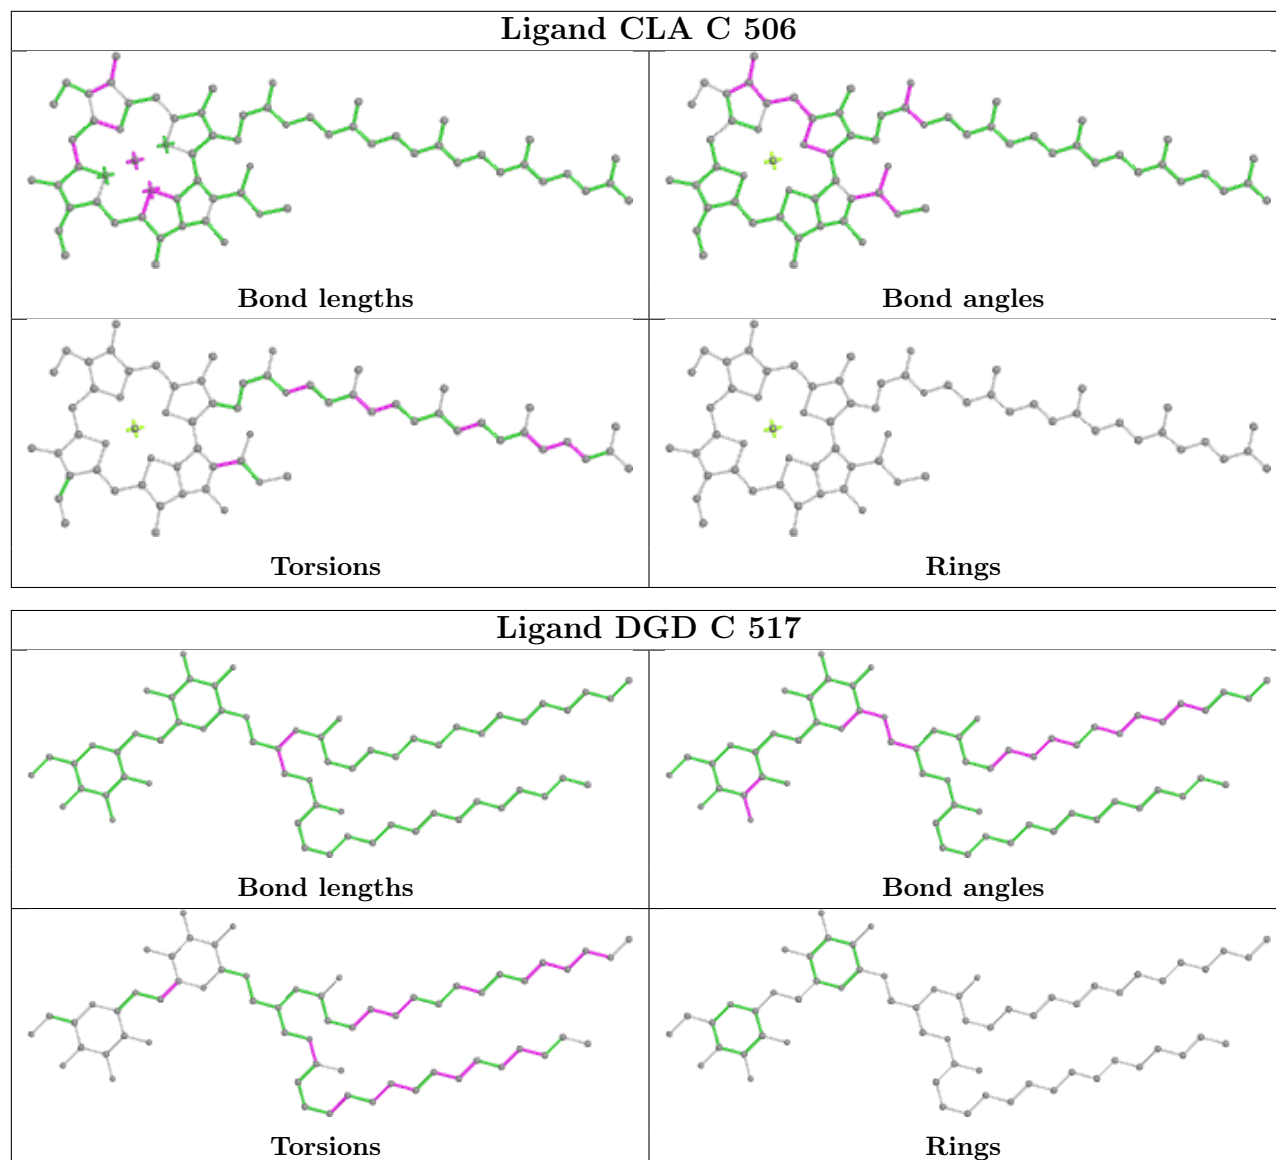 Ligand CLA C 506
Bond lengths
Bond angles
Torsions
Rings
Ligand DGD C 517
Bond lengths
Bond angles
Torsions
Rings